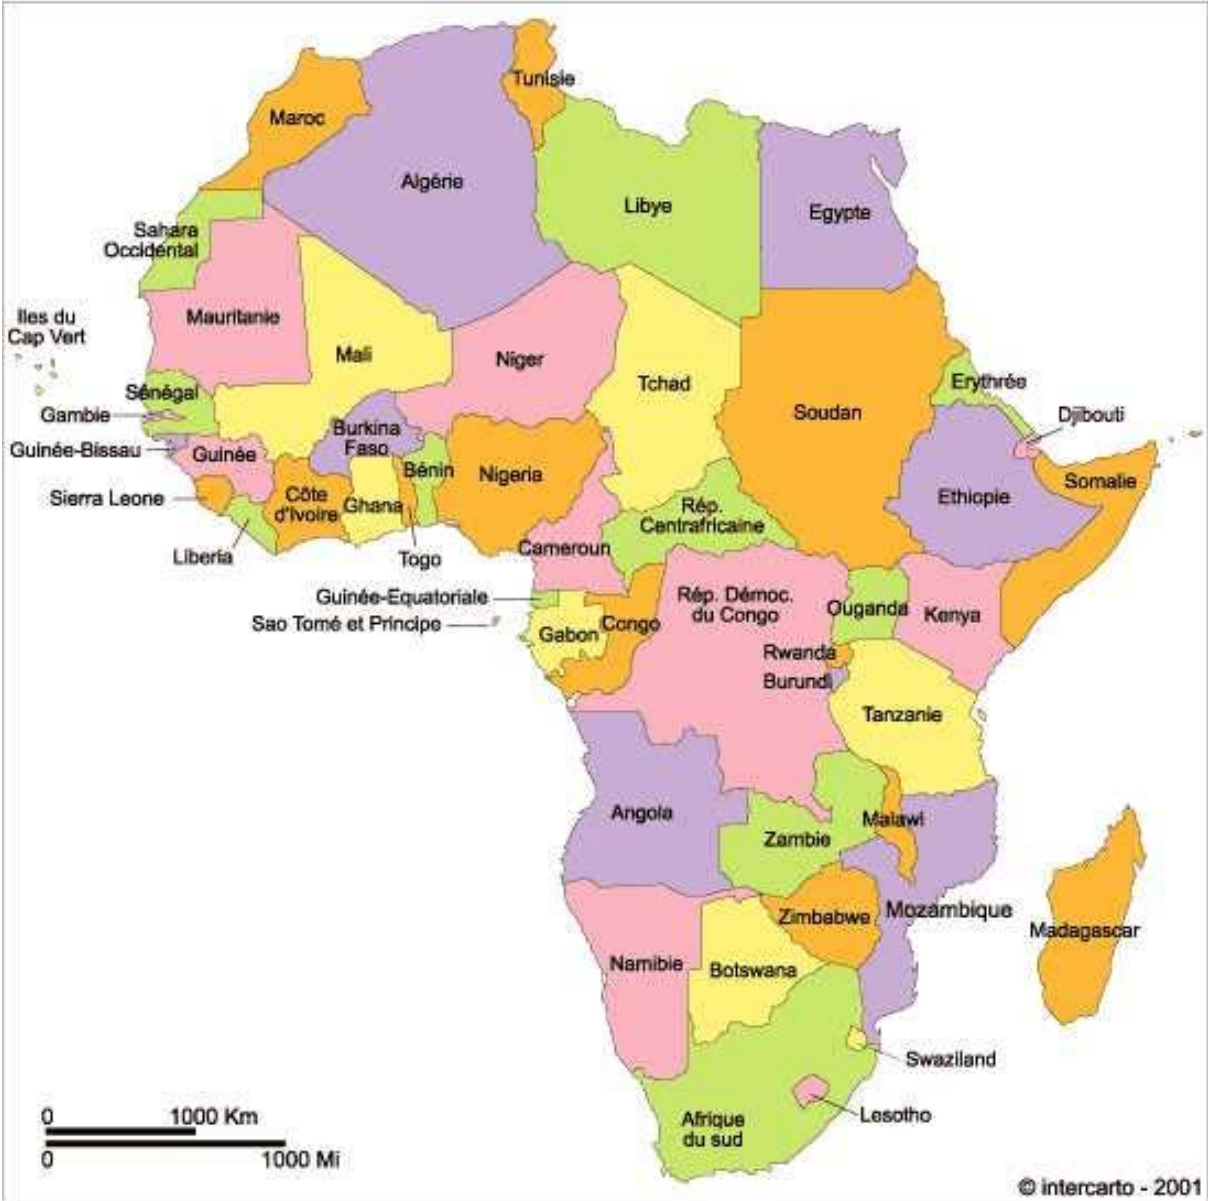 Tunisie
Maroc
Algérie
Libye
Egypte
Sahara
Occidental
Iles du
Cap Vert
Mauritanie
Mali
Niger
Tchad
Soudan
Erythrée
Djibouti
Sénégal
Gambie
Guinée-Bissau
Guinée
Burkina
Faso
Bénin
Nigeria
Ethiopie
Somalie
Sierra Leone
Côte
d'Ivoire
Ghana
Rép.
Centrafricaine
Liberia
Togo
Cameroun
Guinée-Equatoriale
Sao Tomé et Principe
Gabon
Congo
Rép. Démoc.
du Congo
Ouganda
Kenya
Rwanda
Burundi
Tanzanie
Angola
Zambie
Malawi
Mozambique
Zimbabwe
Madagascar
Namibie
Botswana
Swaziland
Lesotho
Afrique
du sud
0 1000 Km
0 1000 Mi
© intercarto - 2001